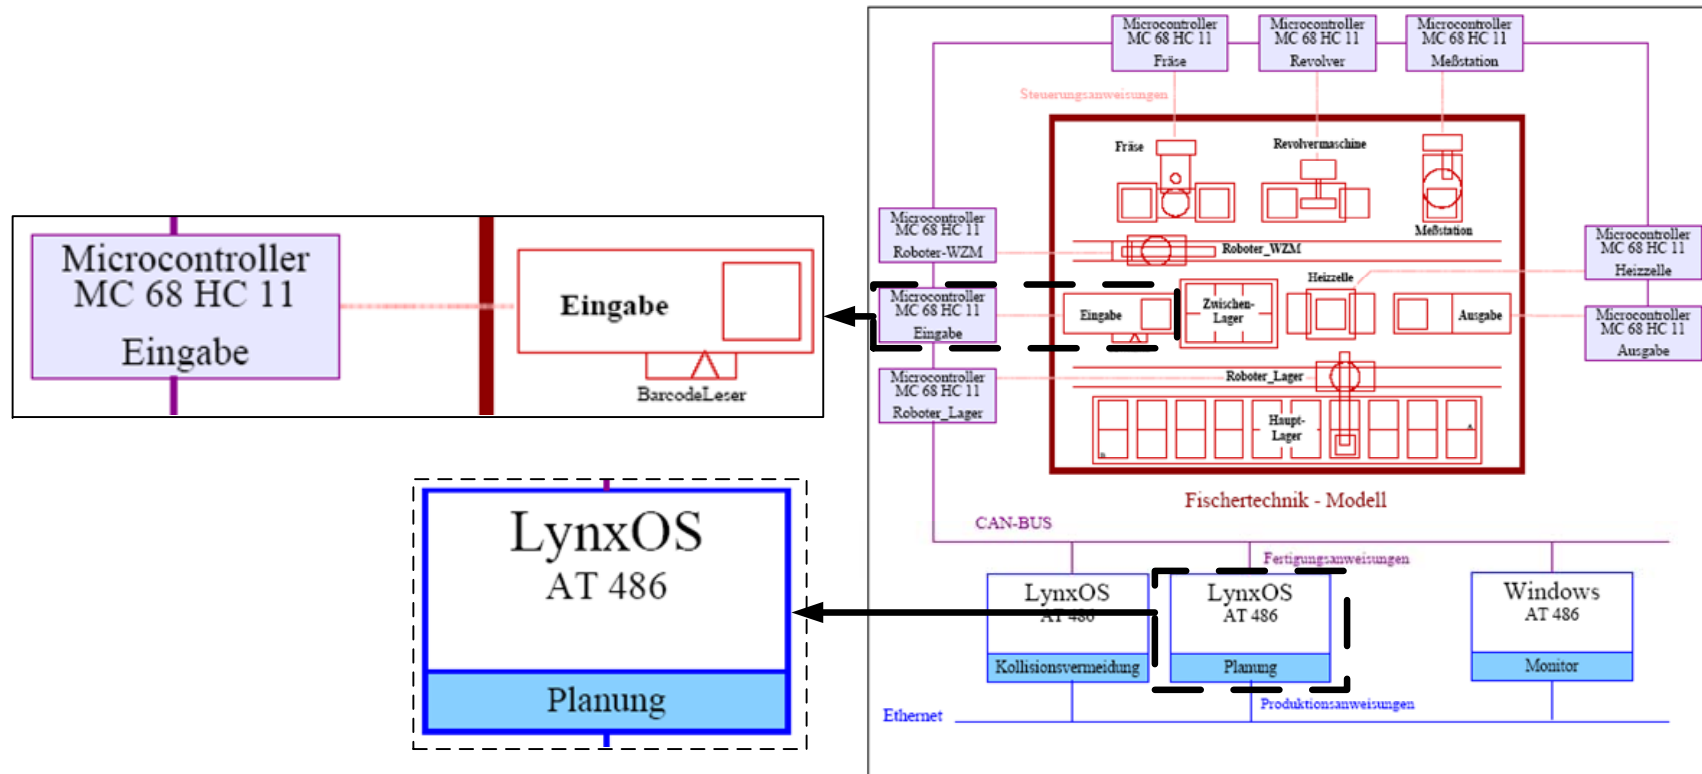 Microcontroller
MC 68 HC 11
Eingabe
Eingabe
BarcodeLeser
LynxOS
AT 486
Planung
Microcontroller
MC 68 HC 11
Fräse
Microcontroller
MC 68 HC 11
Revolver
Microcontroller
MC 68 HC 11
Meßstation
Steuerungsanweisungen
Fräse
Revolvermaschine
Meßstation
Microcontroller
MC 68 HC 11
Roboter-WZM
Roboter_WZM
Microcontroller
MC 68 HC 11
Heizzelle
Heizzelle
Microcontroller
MC 68 HC 11
Eingabe
Eingabe
Zwischen-
Lager
Ausgabe
Microcontroller
MC 68 HC 11
Ausgabe
Microcontroller
MC 68 HC 11
Roboter_Lager
Roboter_Lager
Haupt-
Lager
A
B
Fischertechnik - Modell
CAN-BUS
Fertigungsanweisungen
LynxOS
AT 486
Kollisionsvermeidung
LynxOS
AT 486
Planung
Windows
AT 486
Monitor
Produktionsanweisungen
Ethernet